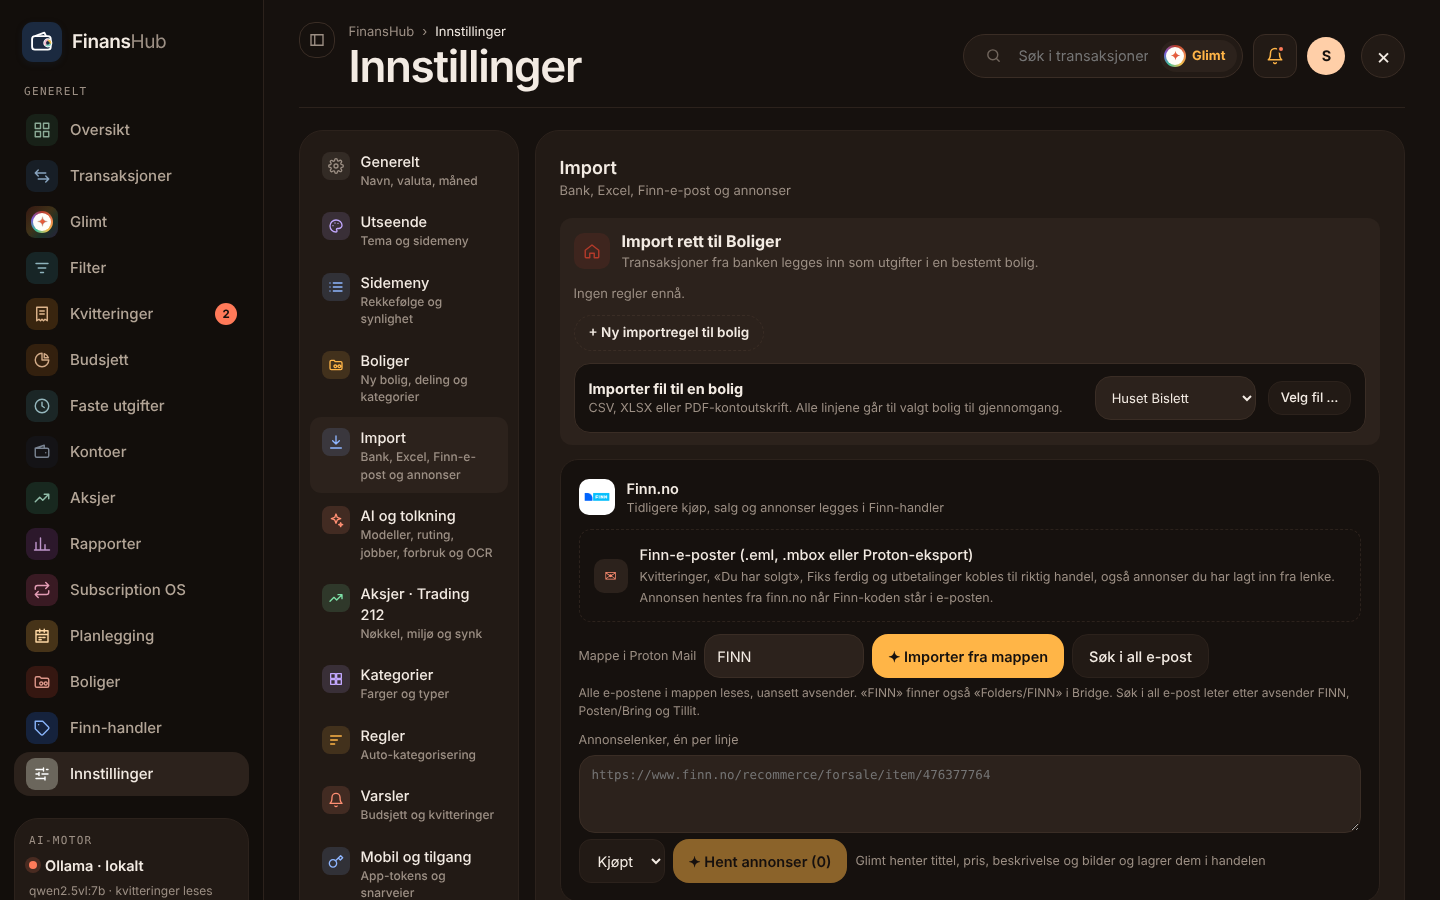 FinansHub
GENERELT
Oversikt
Transaksjoner
Glimt
Filter
Kvitteringer
2
Budsjett
Faste utgifter
Kontoer
Aksjer
Rapporter
Subscription OS
Planlegging
Boliger
Finn-handler
Innstillinger
AI-MOTOR
Ollama · lokalt
qwen2.5vl:7b · kvitteringer leses
FinansHub › Innstillinger
Innstillinger
Søk i transaksjoner
Glimt
S
Generelt
Navn, valuta, måned
Utseende
Tema og sidemeny
Sidemeny
Rekkefølge og
synlighet
Boliger
Ny bolig, deling og
kategorier
Import
Bank, Excel, Finn-e-
post og annonser
AI og tolkning
Modeller, ruting,
jobber, forbruk og OCR
Aksjer · Trading
212
Nøkkel, miljø og synk
Kategorier
Farger og typer
Regler
Auto-kategorisering
Varsler
Budsjett og kvitteringer
Mobil og tilgang
App-tokens og
snarveier
Import
Bank, Excel, Finn-e-post og annonser
Import rett til Boliger
Transaksjoner fra banken legges inn som utgifter i en bestemt bolig.
Ingen regler ennå.
+ Ny importregel til bolig
Importer fil til en bolig
CSV, XLSX eller PDF-kontoutskrift. Alle linjene går til valgt bolig til gjennomgang.
Huset Bislett
Velg fil ...
FINN
Finn.no
Tidligere kjøp, salg og annonser legges i Finn-handler
Finn-e-poster (.eml, .mbox eller Proton-eksport)
Kvitteringer, «Du har solgt», Fiks ferdig og utbetalinger kobles til riktig handel, også annonser du har lagt inn fra lenke.
Annonsen hentes fra finn.no når Finn-koden står i e-posten.
Mappe i Proton Mail
FINN
✦ Importer fra mappen
Søk i all e-post
Alle e-postene i mappen leses, uansett avsender. «FINN» finner også «Folders/FINN» i Bridge. Søk i all e-post leter etter avsender FINN,
Posten/Bring og Tillit.
Annonselenker, én per linje
https://www.finn.no/recommerce/forsale/item/476377764
Kjøpt
✦ Hent annonser (0)
Glimt henter tittel, pris, beskrivelse og bilder og lagrer dem i handelen